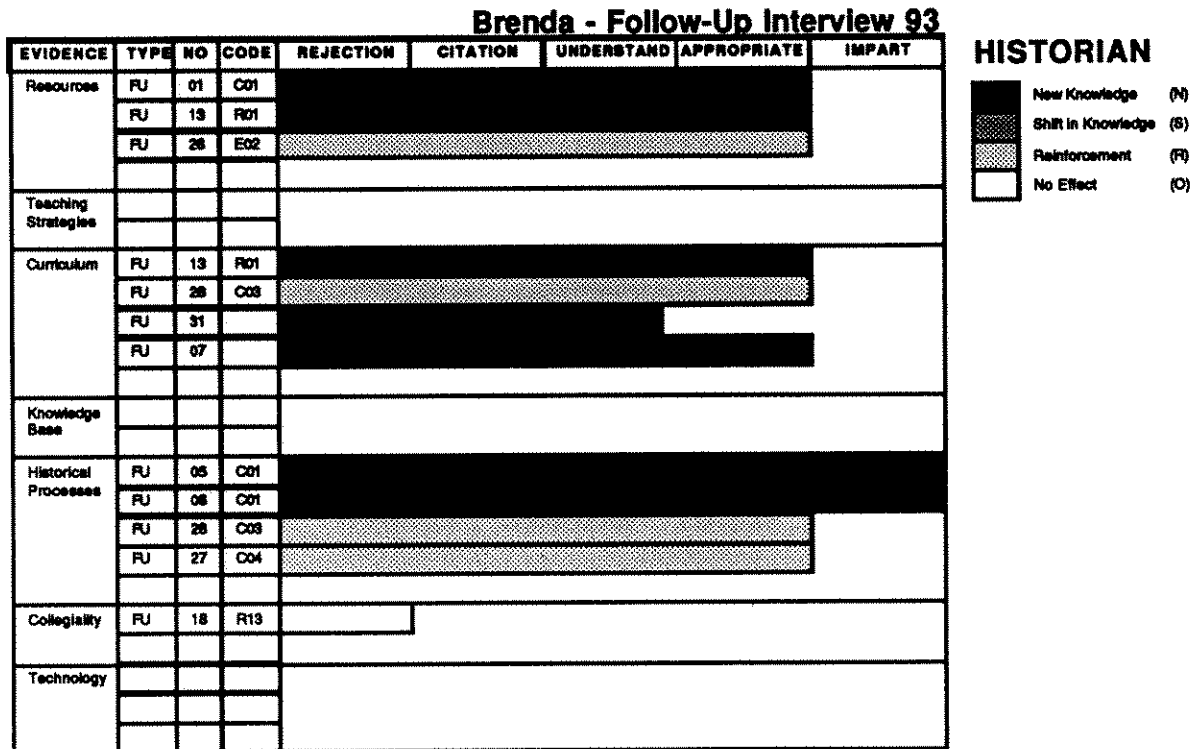 Brenda - Follow-Up Interview 93
EVIDENCE TYPE NO CODE REJECTION CITATION UNDERSTAND APPROPRIATE IMPART
HISTORIAN
New Knowledge (N)
Shift in Knowledge (S)
Reinforcement (R)
No Effect (O)
Resources FU 01 C01
FU 13 R01
FU 26 E02
Teaching
Strategies
Curriculum FU 13 R01
FU 28 C03
FU 31
FU 07
Knowledge
Base
Historical
Processes
FU 05 C01
FU 06 C01
FU 28 C03
FU 27 C04
Collegiality FU 18 R13
Technology